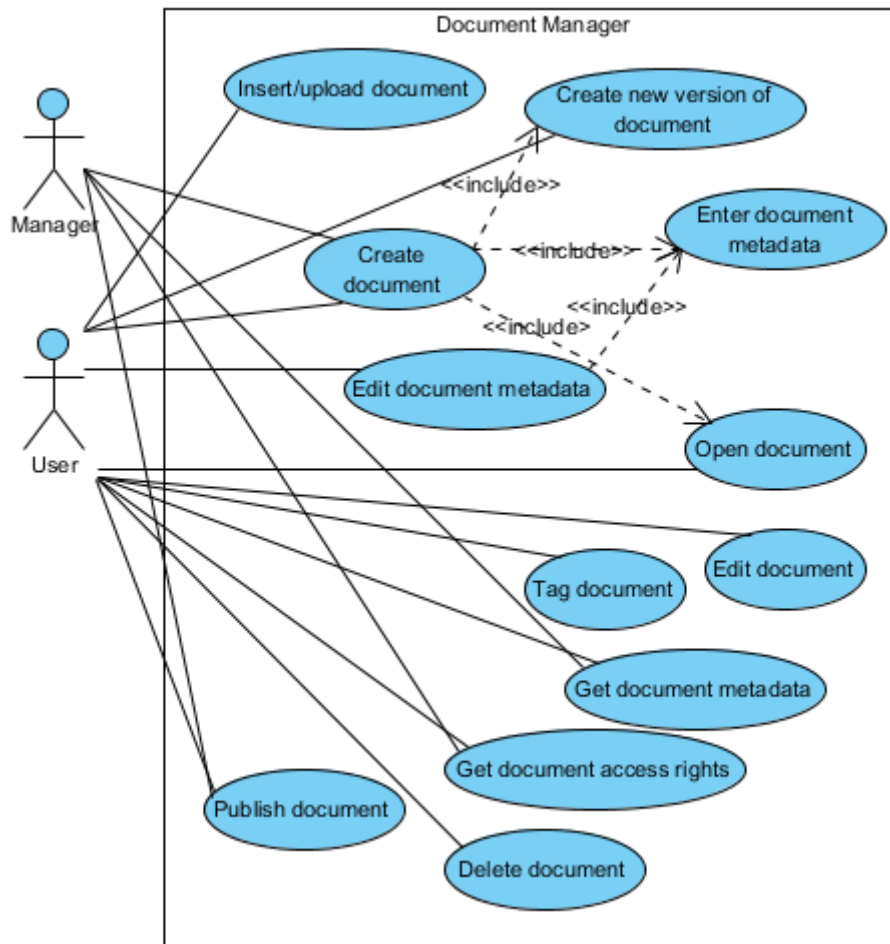 Document Manager
Insert/upload document
Create new version of
document
Manager
<<include>>
Enter document
metadata
Create
document
<<include>>
<<include>>
<<include>
Edit document metadata
User
Open document
Edit document
Tag document
Get document metadata
Get document access rights
Publish document
Delete document